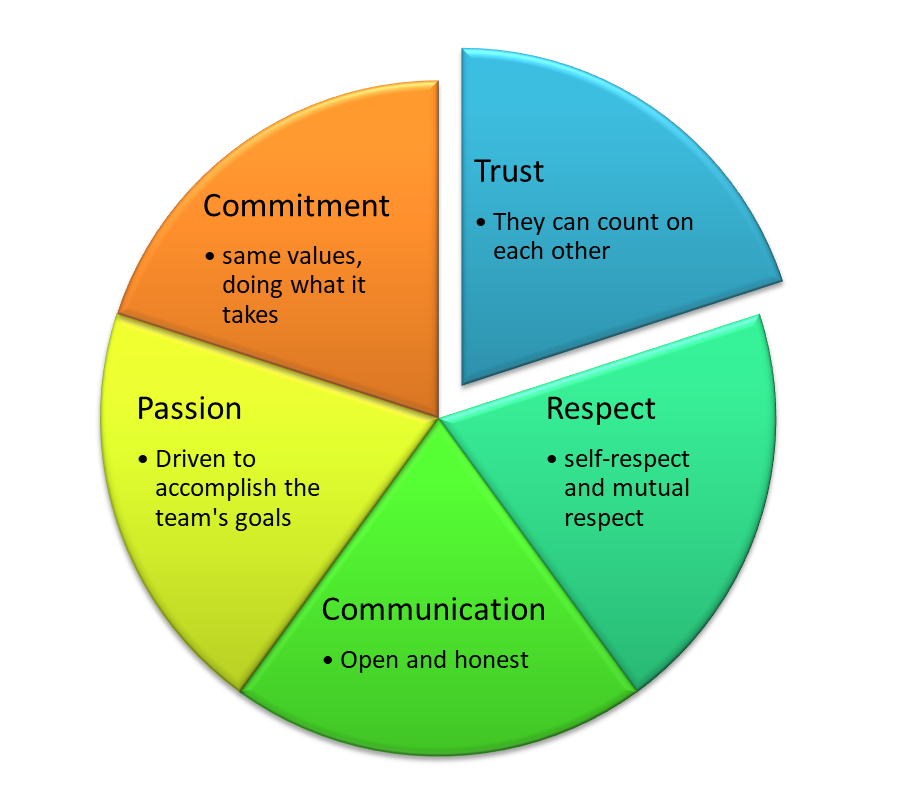 Trust
• They can count on
each other
Respect
• self-respect
and mutual
respect
Communication
• Open and honest
Passion
• Driven to
accomplish the
team's goals
Commitment
• same values,
doing what it
takes